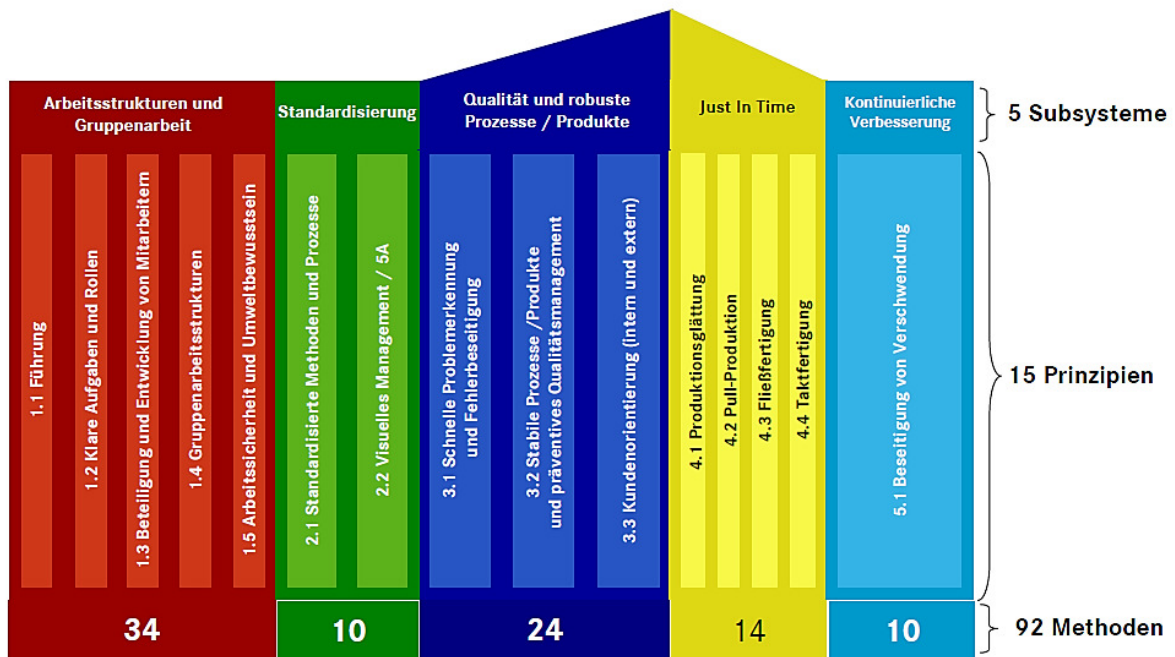 Arbeitsstrukturen und
Gruppenarbeit
Standardisierung
Qualität und robuste
Prozesse / Produkte
Just In Time
Kontinuierliche
Verbesserung
5 Subsysteme
1.1 Führung
1.2 Klare Aufgaben und Rollen
1.3 Beteiligung und Entwicklung von Mitarbeitern
1.4 Gruppenarbeitsstrukturen
1.5 Arbeitssicherheit und Umweltbewusstsein
2.1 Standardisierte Methoden und Prozesse
2.2 Visuelles Management / 5A
3.1 Schnelle Problemerkennung
und Fehlerbeseitigung
3.2 Stabile Prozesse /Produkte
und präventives Qualitätsmanagement
3.3 Kundenorientierung (intern und extern)
4.1 Produktionsglättung
4.2 Pull-Produktion
4.3 Fließfertigung
4.4 Taktfertigung
5.1 Beseitigung von Verschwendung
15 Prinzipien
34
10
24
14
10
92 Methoden